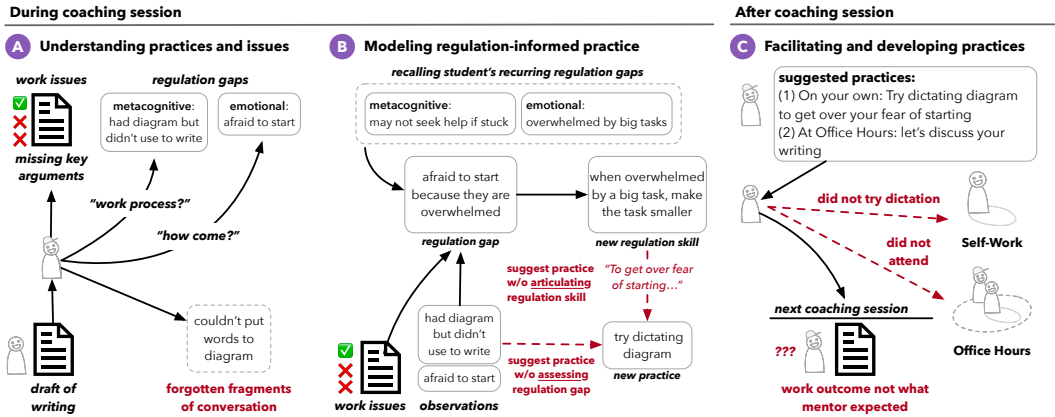 During coaching session
After coaching session
A
Understanding practices and issues
work issues
regulation gaps
metacognitive:
had diagram but
didn't use to write
emotional:
afraid to start
missing key
arguments
"work process?"
"how come?"
couldn't put
words to
diagram
draft of
writing
forgotten fragments
of conversation
B
Modeling regulation-informed practice
recalling student's recurring regulation gaps
metacognitive:
may not seek help if stuck
emotional:
overwhelmed by big tasks
afraid to start
because they are
overwhelmed
regulation gap
when overwhelmed
by a big task, make
the task smaller
new regulation skill
suggest practice
w/o articulating
regulation skill
"To get over fear
of starting..."
had diagram
but didn't
use to write
afraid to start
suggest practice
w/o assessing
regulation gap
try dictating
diagram
new practice
work issues
observations
C
Facilitating and developing practices
suggested practices:
(1) On your own: Try dictating diagram
to get over your fear of starting
(2) At Office Hours: let's discuss your
writing
did not try dictation
Self-Work
did not
attend
next coaching session
Office Hours
???
work outcome not what
mentor expected